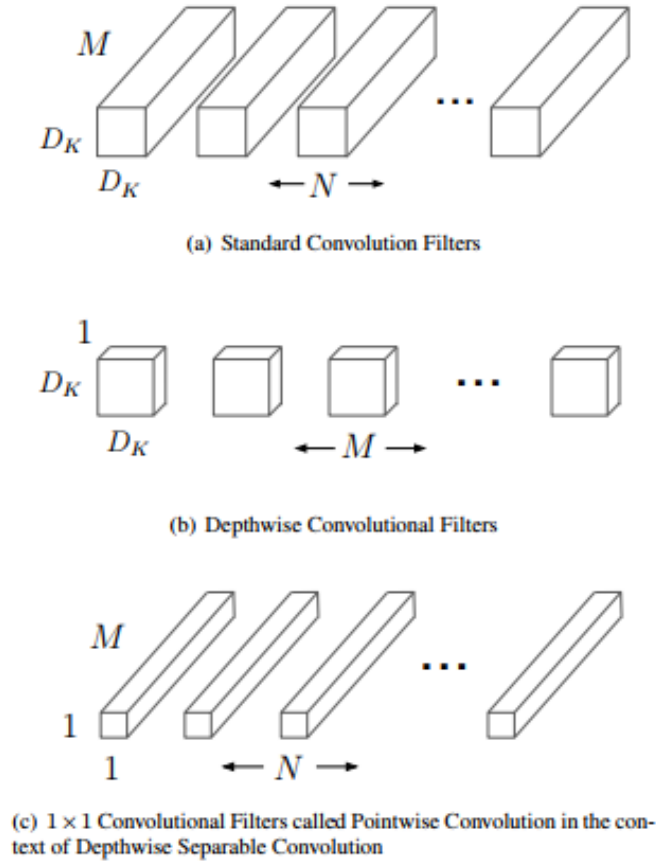 M
D_K
D_K
N
...
(a) Standard Convolution Filters
1
D_K
D_K
M
...
(b) Depthwise Convolutional Filters
M
1
1
N
...
(c) 1 × 1 Convolutional Filters called Pointwise Convolution in the con-
text of Depthwise Separable Convolution